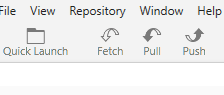 File View Repository Window Help
Quick Launch Fetch Pull Push